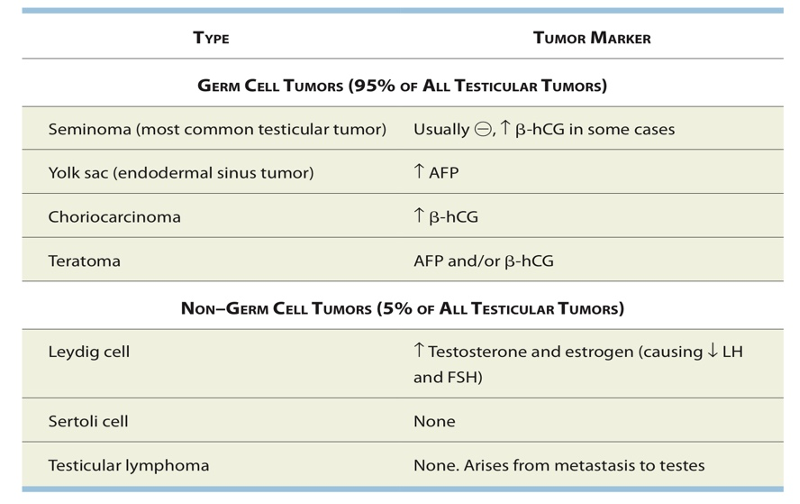 Type Tumor Marker
Germ Cell Tumors (95% of All Testicular Tumors)
Seminoma (most common testicular tumor) Usually ⊖, ↑ β-hCG in some cases
Yolk sac (endodermal sinus tumor) ↑ AFP
Choriocarcinoma ↑ β-hCG
Teratoma AFP and/or β-hCG
Non–Germ Cell Tumors (5% of All Testicular Tumors)
Leydig cell ↑ Testosterone and estrogen (causing ↓ LH
and FSH)
Sertoli cell None
Testicular lymphoma None. Arises from metastasis to testes